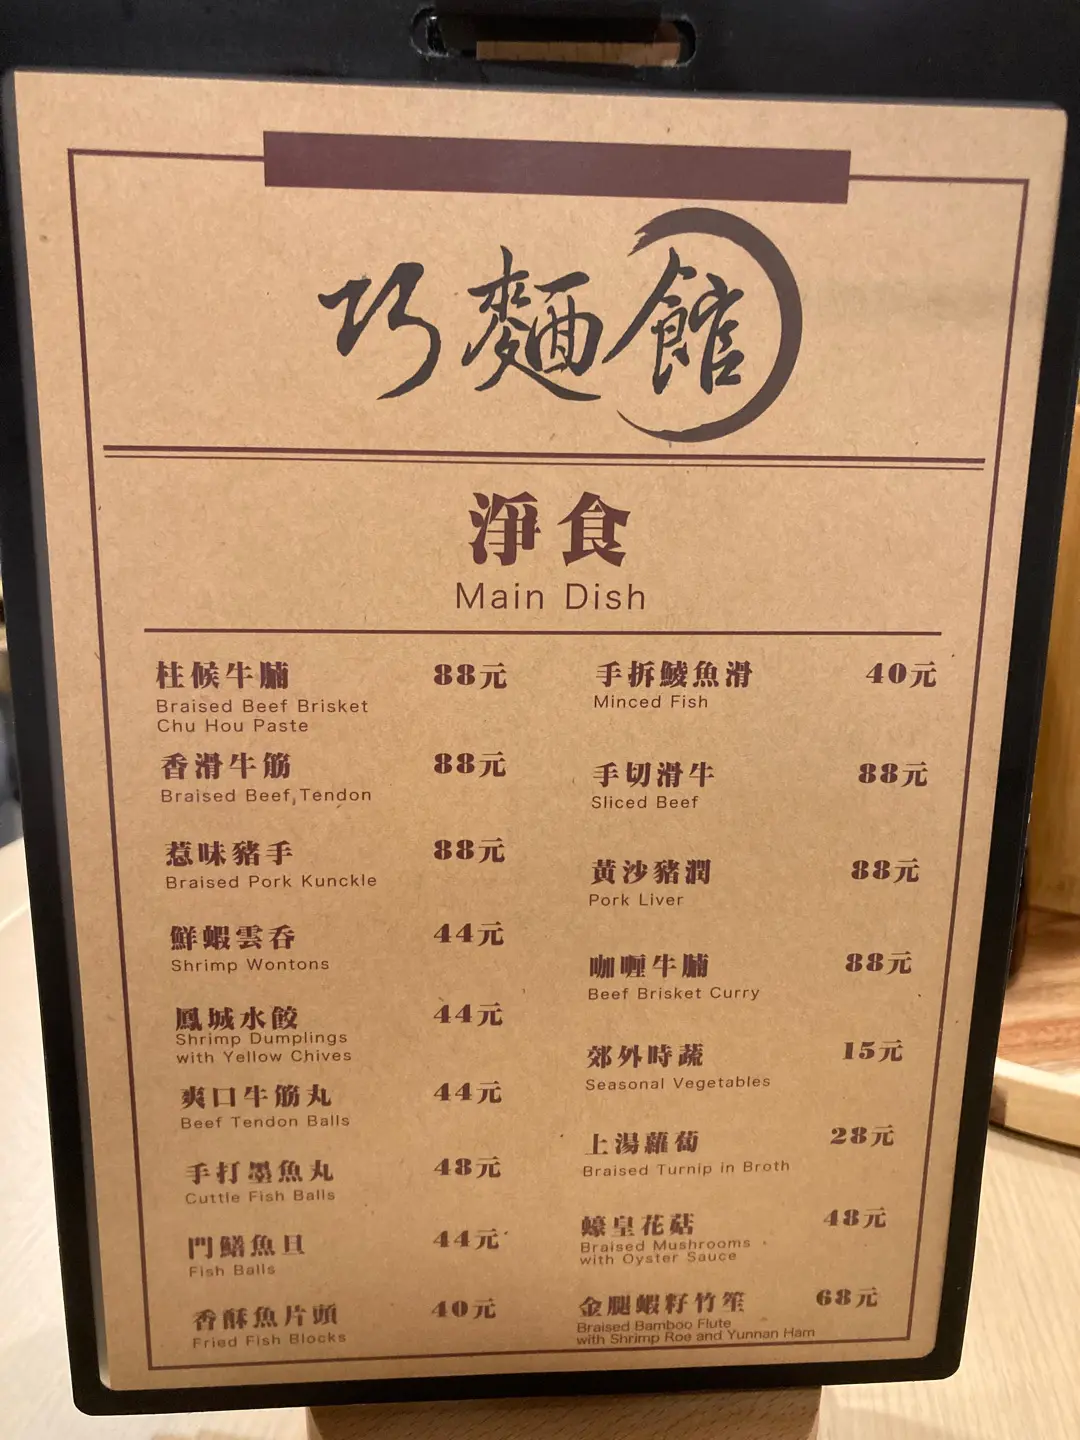 巧麵館
淨食
Main Dish
柱候牛腩 88元
Braised Beef Brisket
Chu Hou Paste
香滑牛筋 88元
Braised Beef Tendon
惹味豬手 88元
Braised Pork Kunckle
鮮蝦雲吞 44元
Shrimp Wontons
鳳城水餃 44元
Shrimp Dumplings
with Yellow Chives
爽口牛筋丸 44元
Beef Tendon Balls
手打墨魚丸 48元
Cuttle Fish Balls
門鱔魚旦 44元
Fish Balls
香酥魚片頭 40元
Fried Fish Blocks
手拆鯪魚滑 40元
Minced Fish
手切滑牛 88元
Sliced Beef
黃沙豬潤 88元
Pork Liver
咖喱牛腩 88元
Beef Brisket Curry
郊外時蔬 15元
Seasonal Vegetables
上湯蘿蔔 28元
Braised Turnip in Broth
蠔皇花菇 48元
Braised Mushrooms
with Oyster Sauce
金腿蝦籽竹笙 68元
Braised Bamboo Flute
with Shrimp Roe and Yunnan Ham